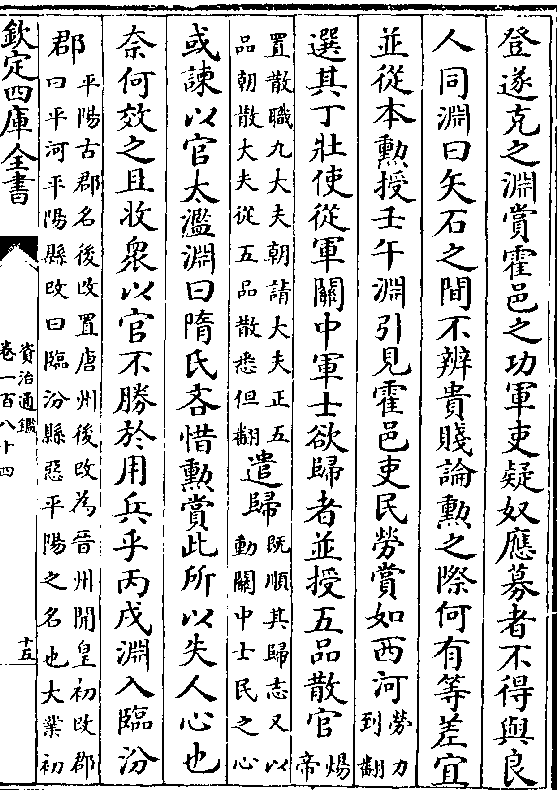 登遂克之淵賞霍邑之功軍吏疑奴應募者不得與良
人同淵曰矢石之間不辨貴賤論勲之際何有等差宜
並從本勲授壬午淵引見霍邑吏民勞賞如西河勞力到翻
選其丁壯使從軍關中軍士欲歸者並授五品散官煬帝
置散職九大夫朝請大夫正五
品朝散大夫從五品散悉但翻
遣歸既順其歸志又以
動關中士民之心
或諫以官太濫淵曰隋氏吝惜勲賞此所以失人心也
奈何效之且收衆以官不勝於用兵乎丙戌淵入臨汾
郡平陽古郡名後改置唐州後改為晉州開皇初改郡
曰平河平陽縣改曰臨汾縣惡平陽之名也大業初
欽定四庫全書
資治通鑑
卷一百八十四
十五